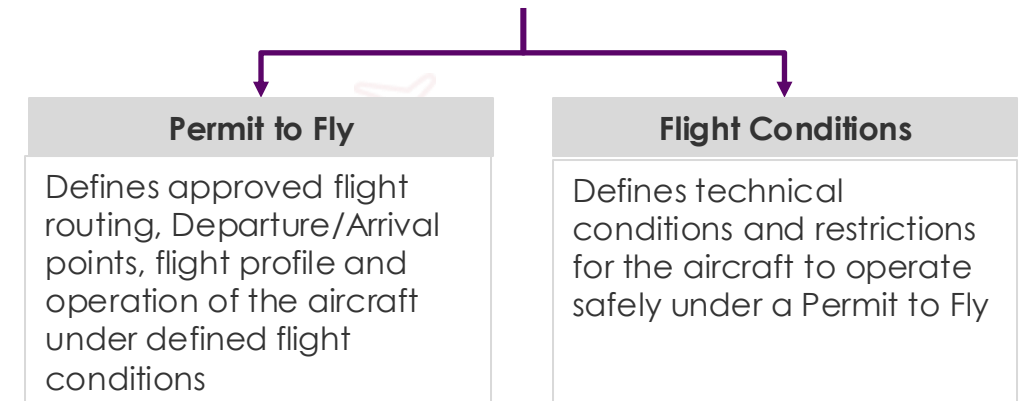 Permit to Fly
Defines approved flight
routing, Departure/Arrival
points, flight profile and
operation of the aircraft
under defined flight
conditions
Flight Conditions
Defines technical
conditions and restrictions
for the aircraft to operate
safely under a Permit to Fly